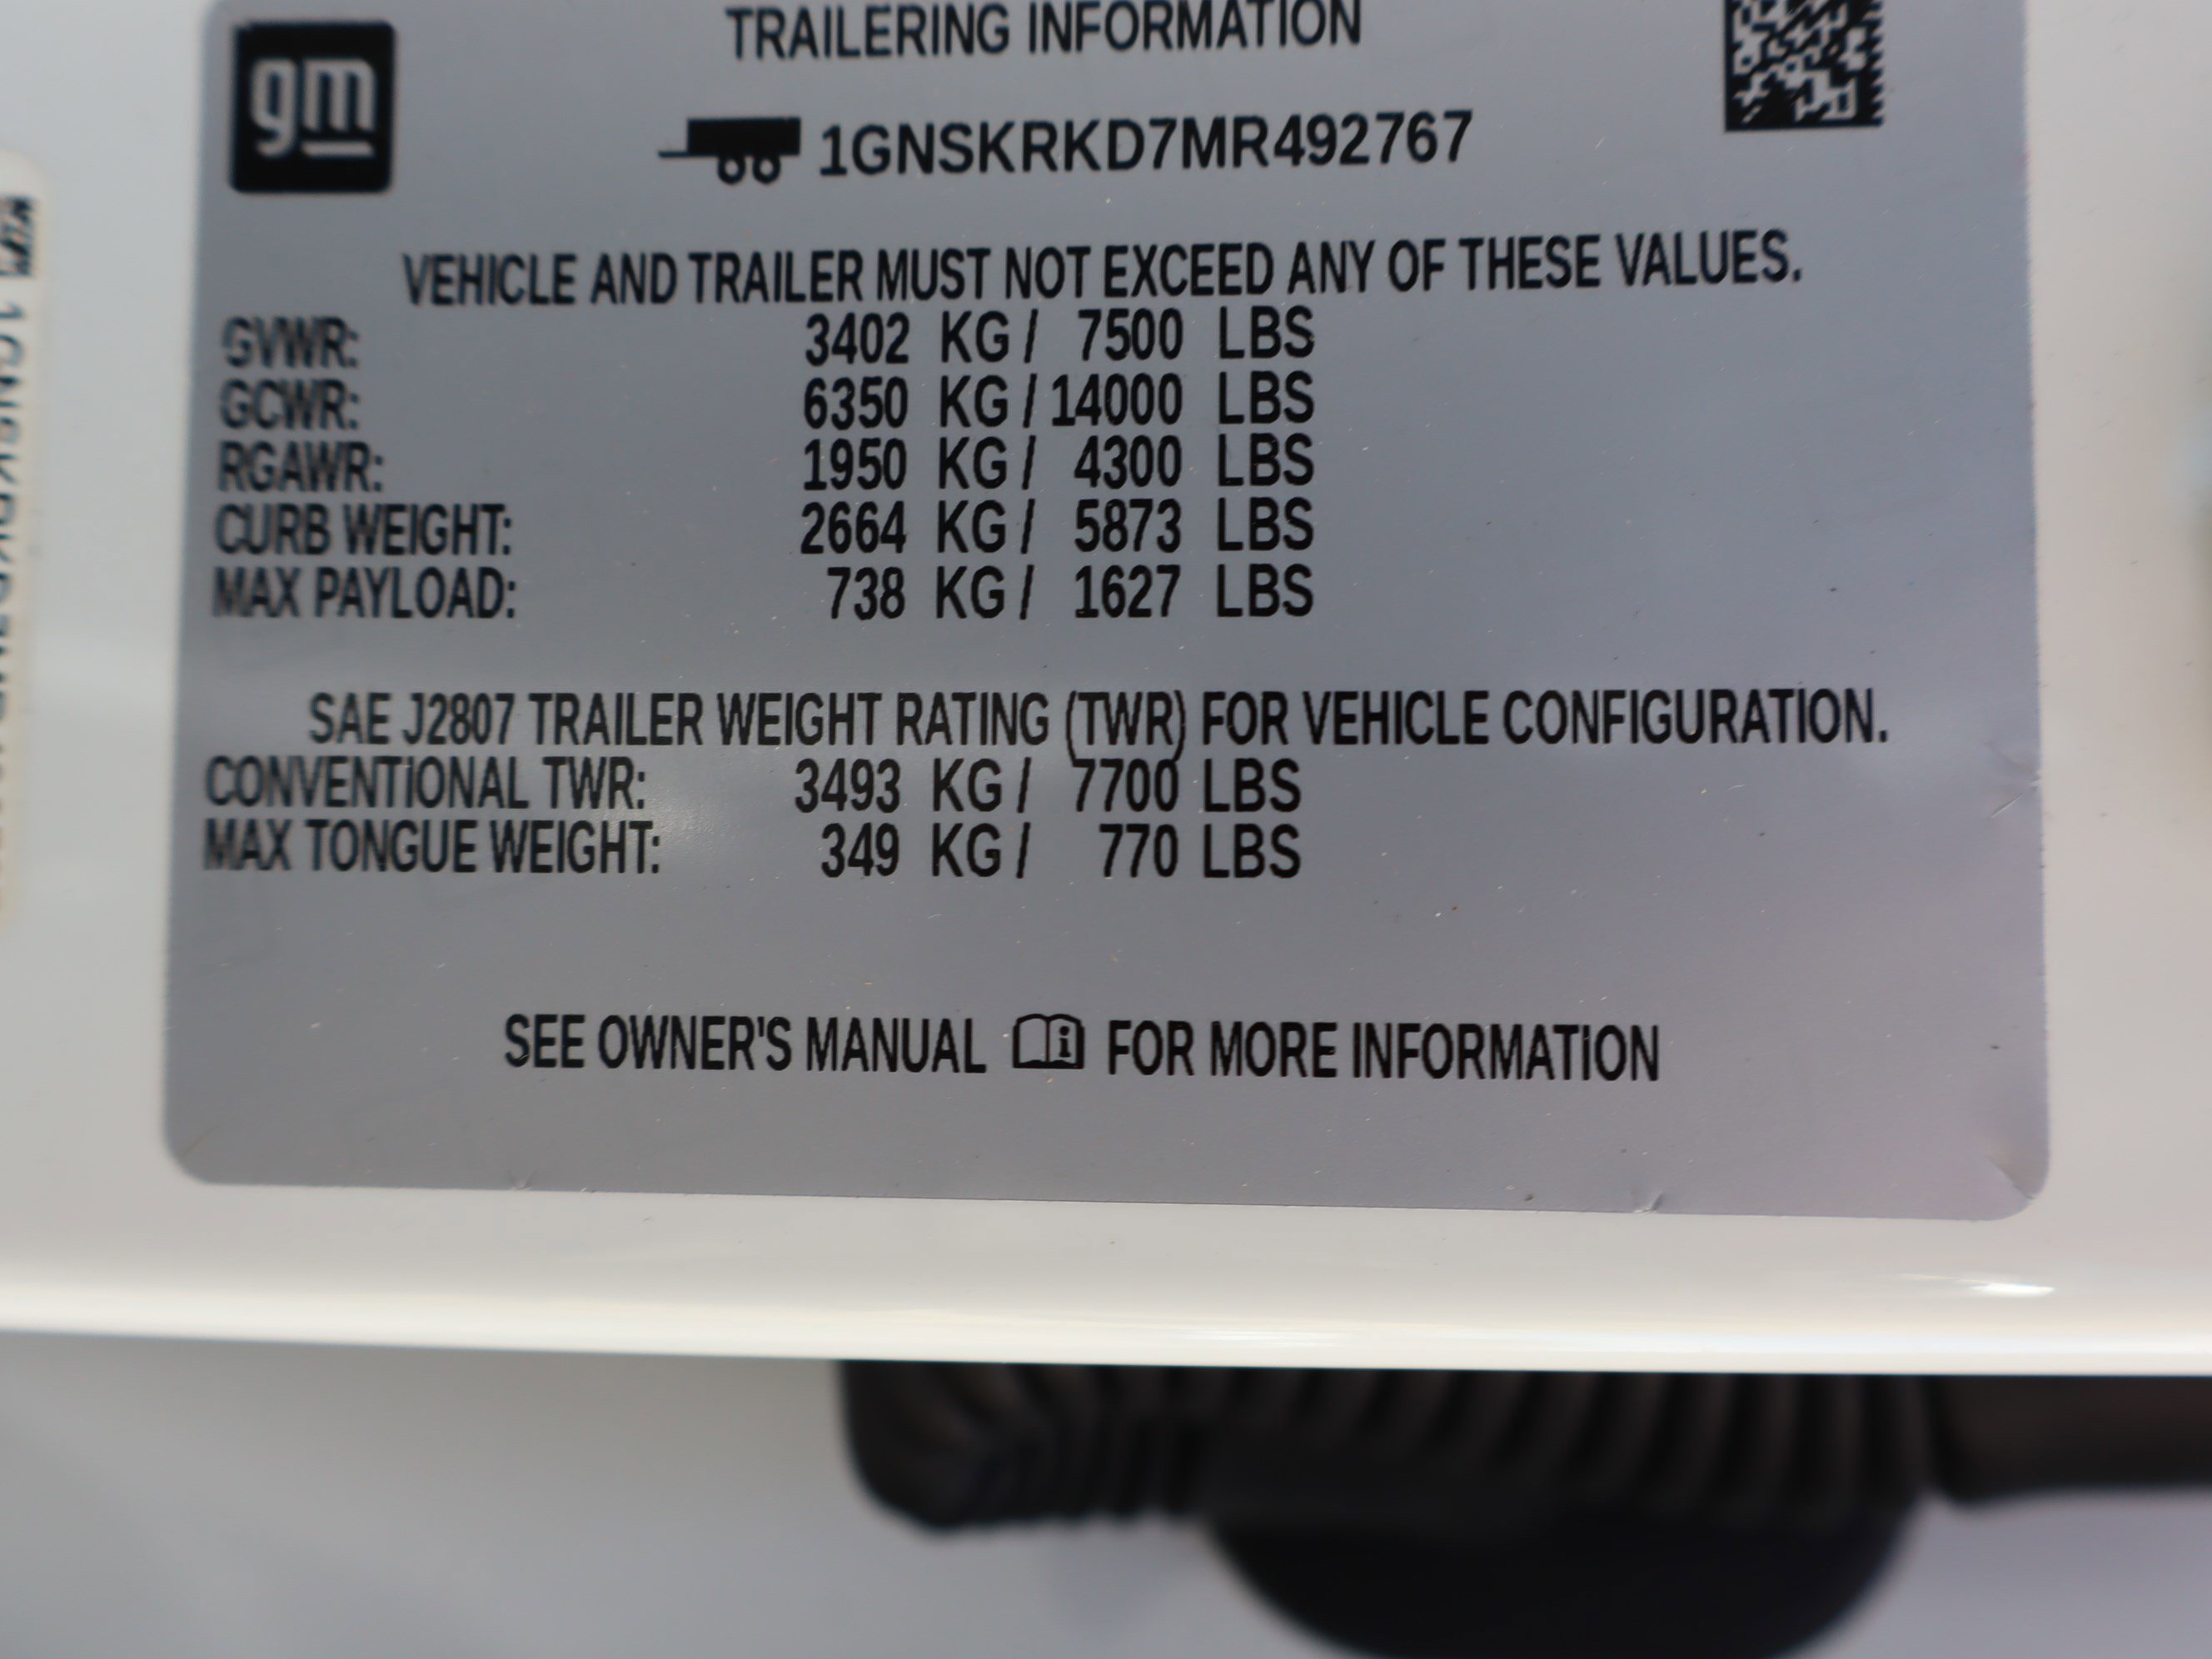 gm
TRAILERING INFORMATION
1GNSKRKD7MR492767
VEHICLE AND TRAILER MUST NOT EXCEED ANY OF THESE VALUES.
GVWR: 3402 KG / 7500 LBS
GCWR: 6350 KG / 14000 LBS
RGAWR: 1950 KG / 4300 LBS
CURB WEIGHT: 2664 KG / 5873 LBS
MAX PAYLOAD: 738 KG / 1627 LBS
SAE J2807 TRAILER WEIGHT RATING (TWR) FOR VEHICLE CONFIGURATION.
CONVENTIONAL TWR: 3493 KG / 7700 LBS
MAX TONGUE WEIGHT: 349 KG / 770 LBS
SEE OWNER'S MANUAL FOR MORE INFORMATION